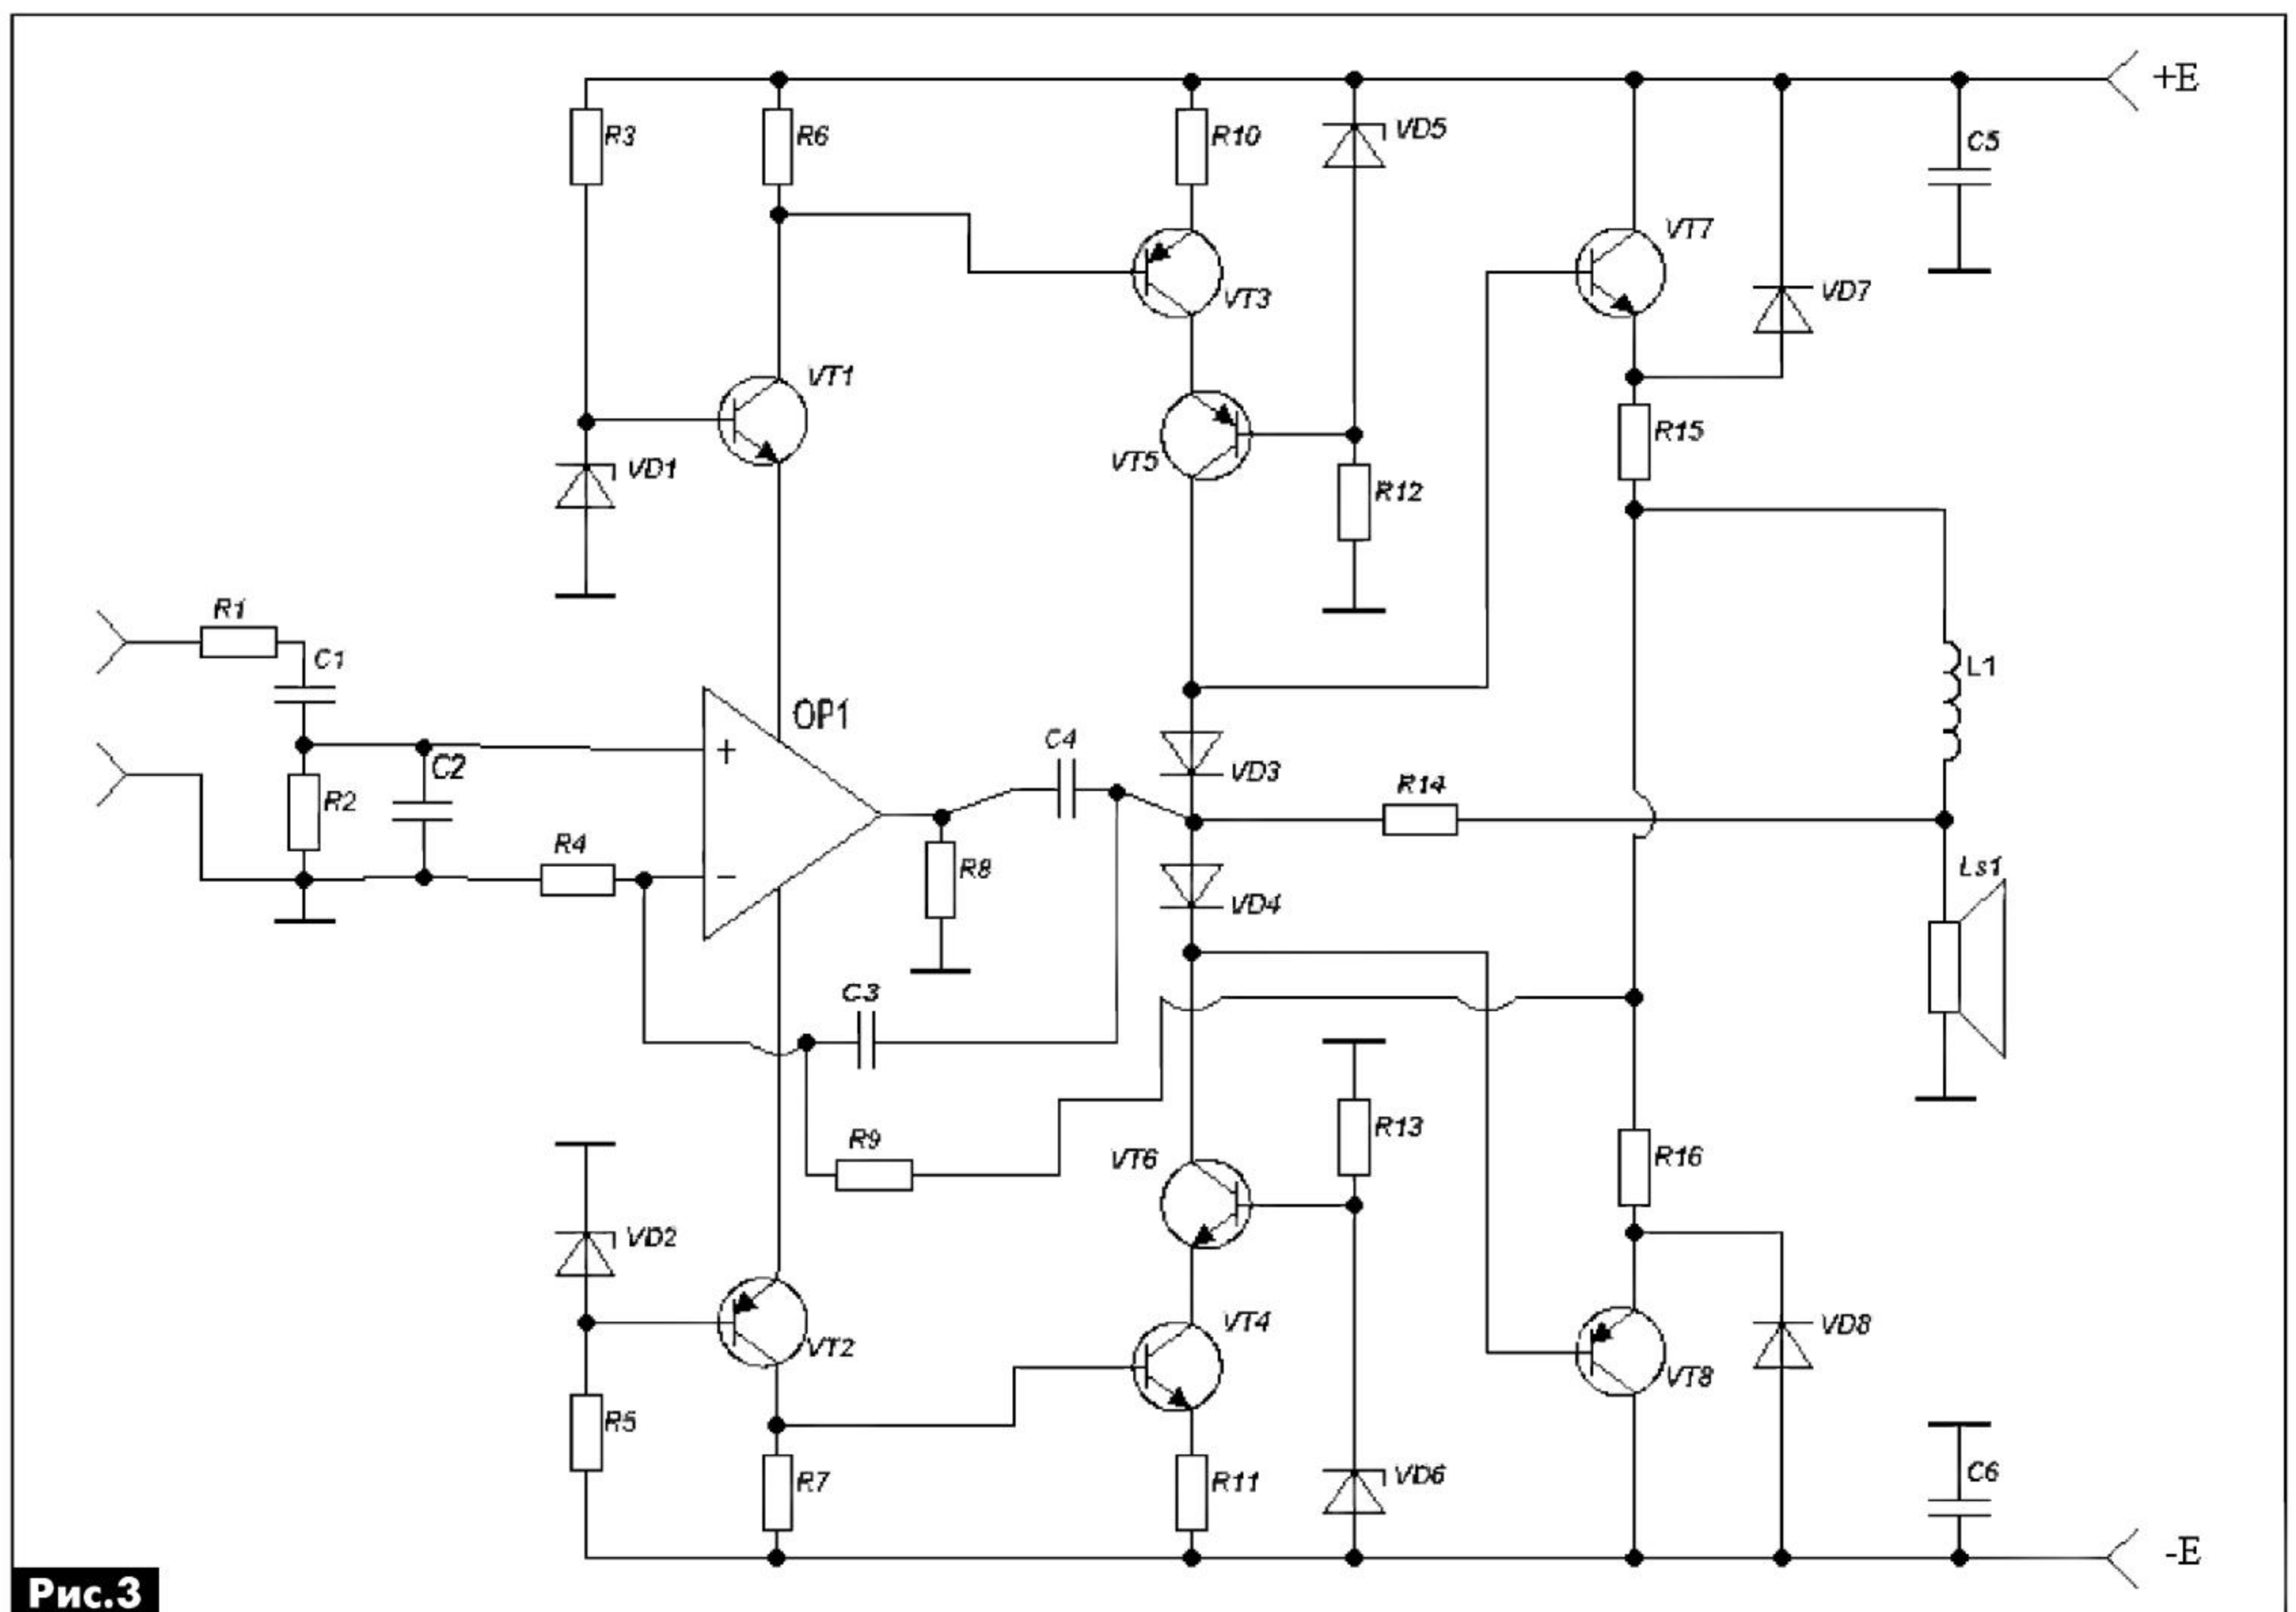 +E
R3
R6
R10
VD5
C5
VT7
VT3
VD7
VT1
VT5
R15
VD1
R12
R1
C1
OP1
L1
+
C2
C4
VD3
R2
R14
R4
−
R8
Ls1
VD4
C3
R13
R9
VT6
R16
VD2
VT4
VD8
VT2
VT8
R5
R7
R11
VD6
C6
-E
Рис.3